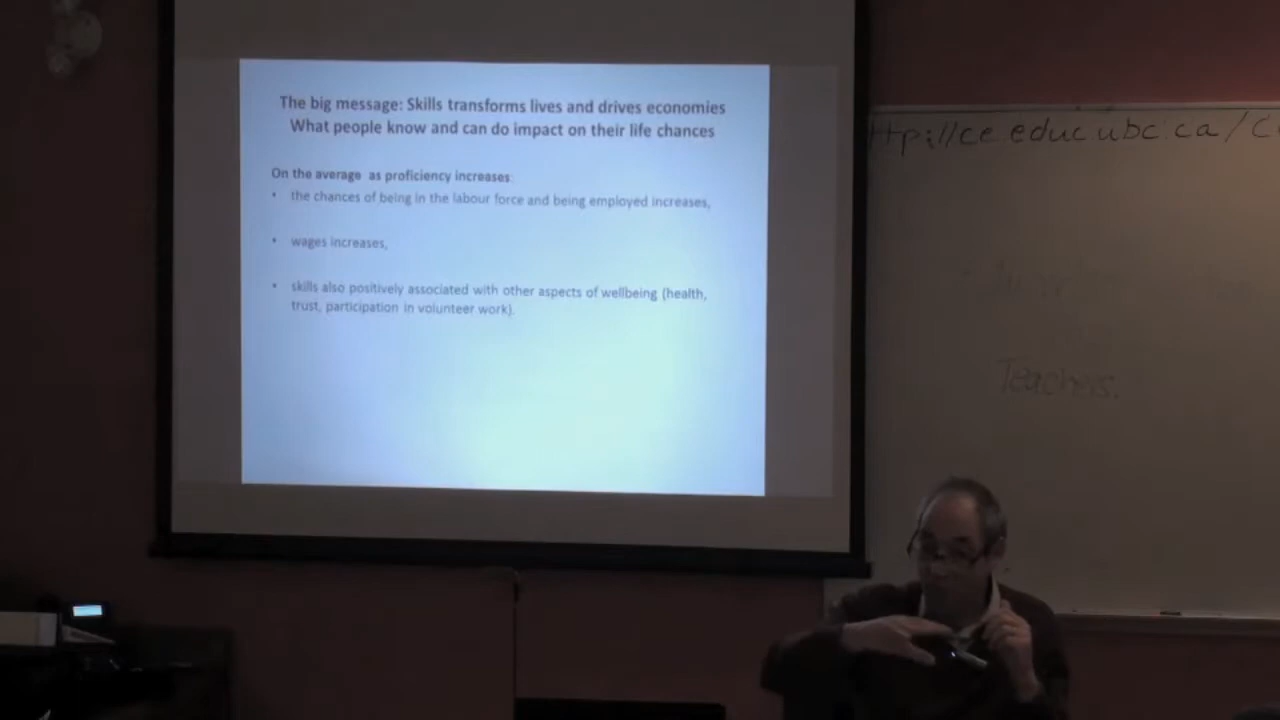 The big message: Skills transforms lives and drives economies
What people know and can do impact on their life chances
On the average as proficiency increases:
• the chances of being in the labour force and being employed increases,
• wages increases,
• skills also positively associated with other aspects of wellbeing (health,
trust, participation in volunteer work).
ttp://ce.educ.ubc.ca/C
Teachers.